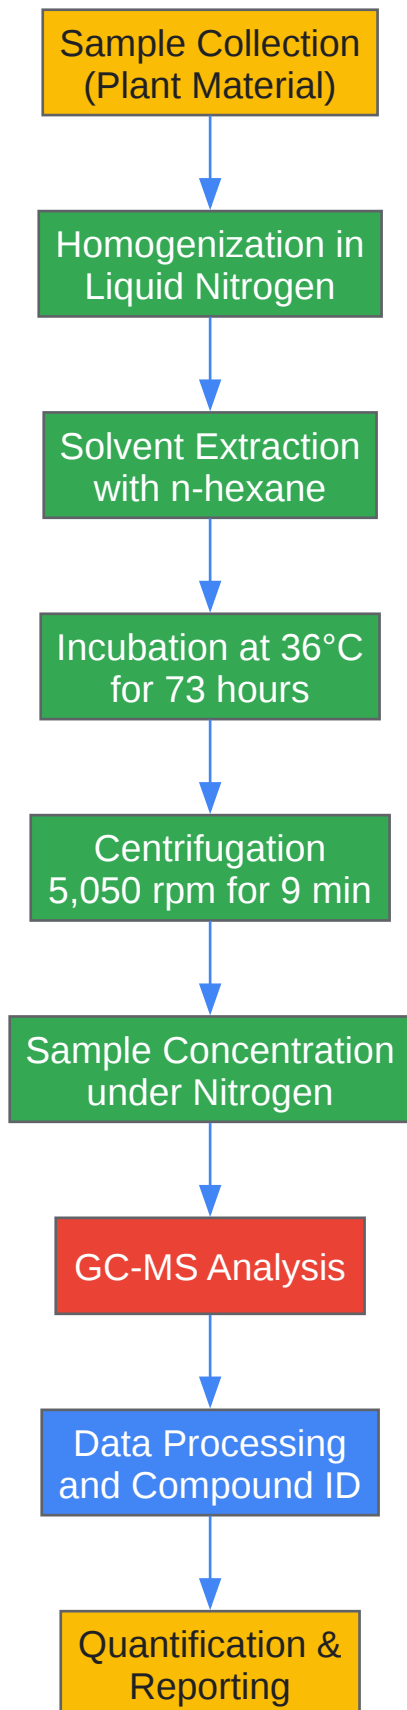 Sample Collection
(Plant Material)
Homogenization in
Liquid Nitrogen
Solvent Extraction
with n-hexane
Incubation at 36°C
for 73 hours
Centrifugation
5,050 rpm for 9 min
Sample Concentration
under Nitrogen
GC-MS Analysis
Data Processing
and Compound ID
Quantification &
Reporting